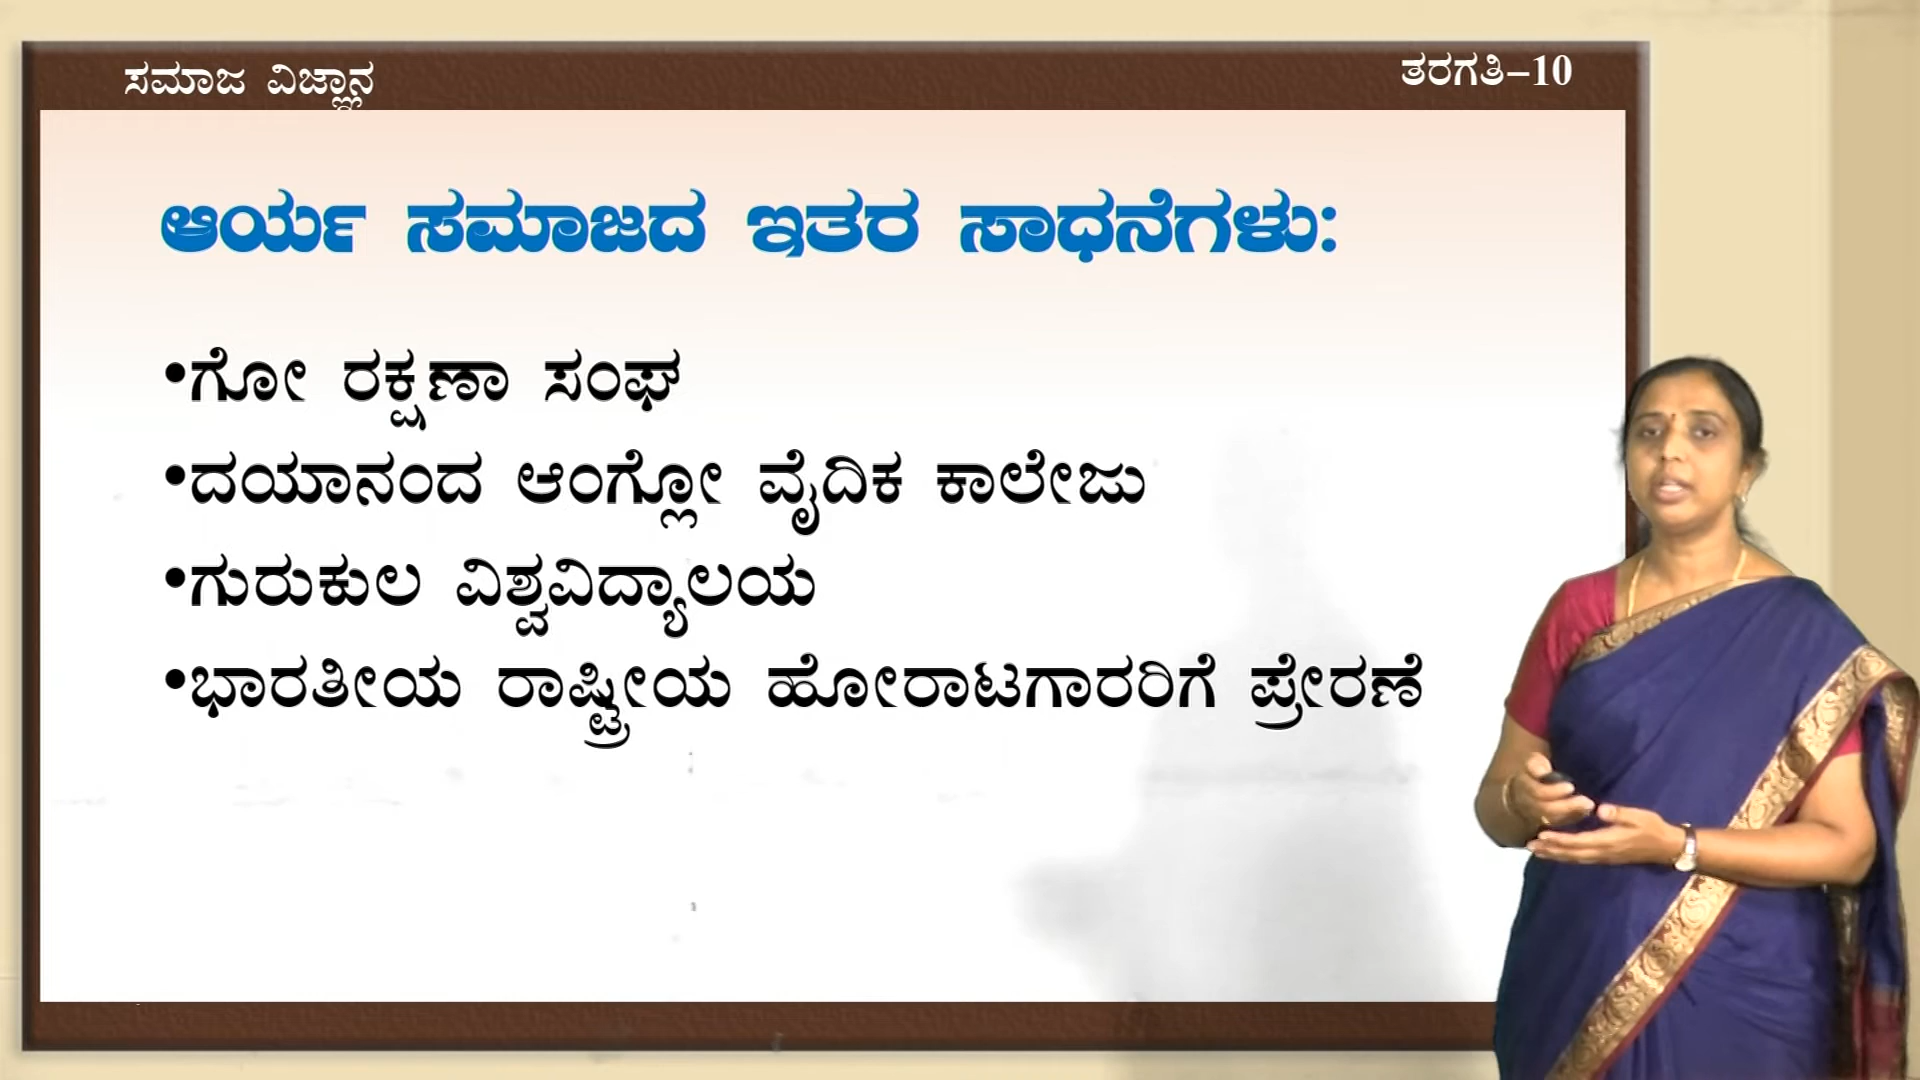 ಸಮಾಜ ವಿಜ್ಞಾನ
ತರಗತಿ–10
ಆರ್ಯ ಸಮಾಜದ ಇತರ ಸಾಧನೆಗಳು:
•ಗೋ ರಕ್ಷಣಾ ಸಂಘ
•ದಯಾನಂದ ಆಂಗ್ಲೋ ವೈದಿಕ ಕಾಲೇಜು
•ಗುರುಕುಲ ವಿಶ್ವವಿದ್ಯಾಲಯ
•ಭಾರತೀಯ ರಾಷ್ಟ್ರೀಯ ಹೋರಾಟಗಾರರಿಗೆ ಪ್ರೇರಣೆ